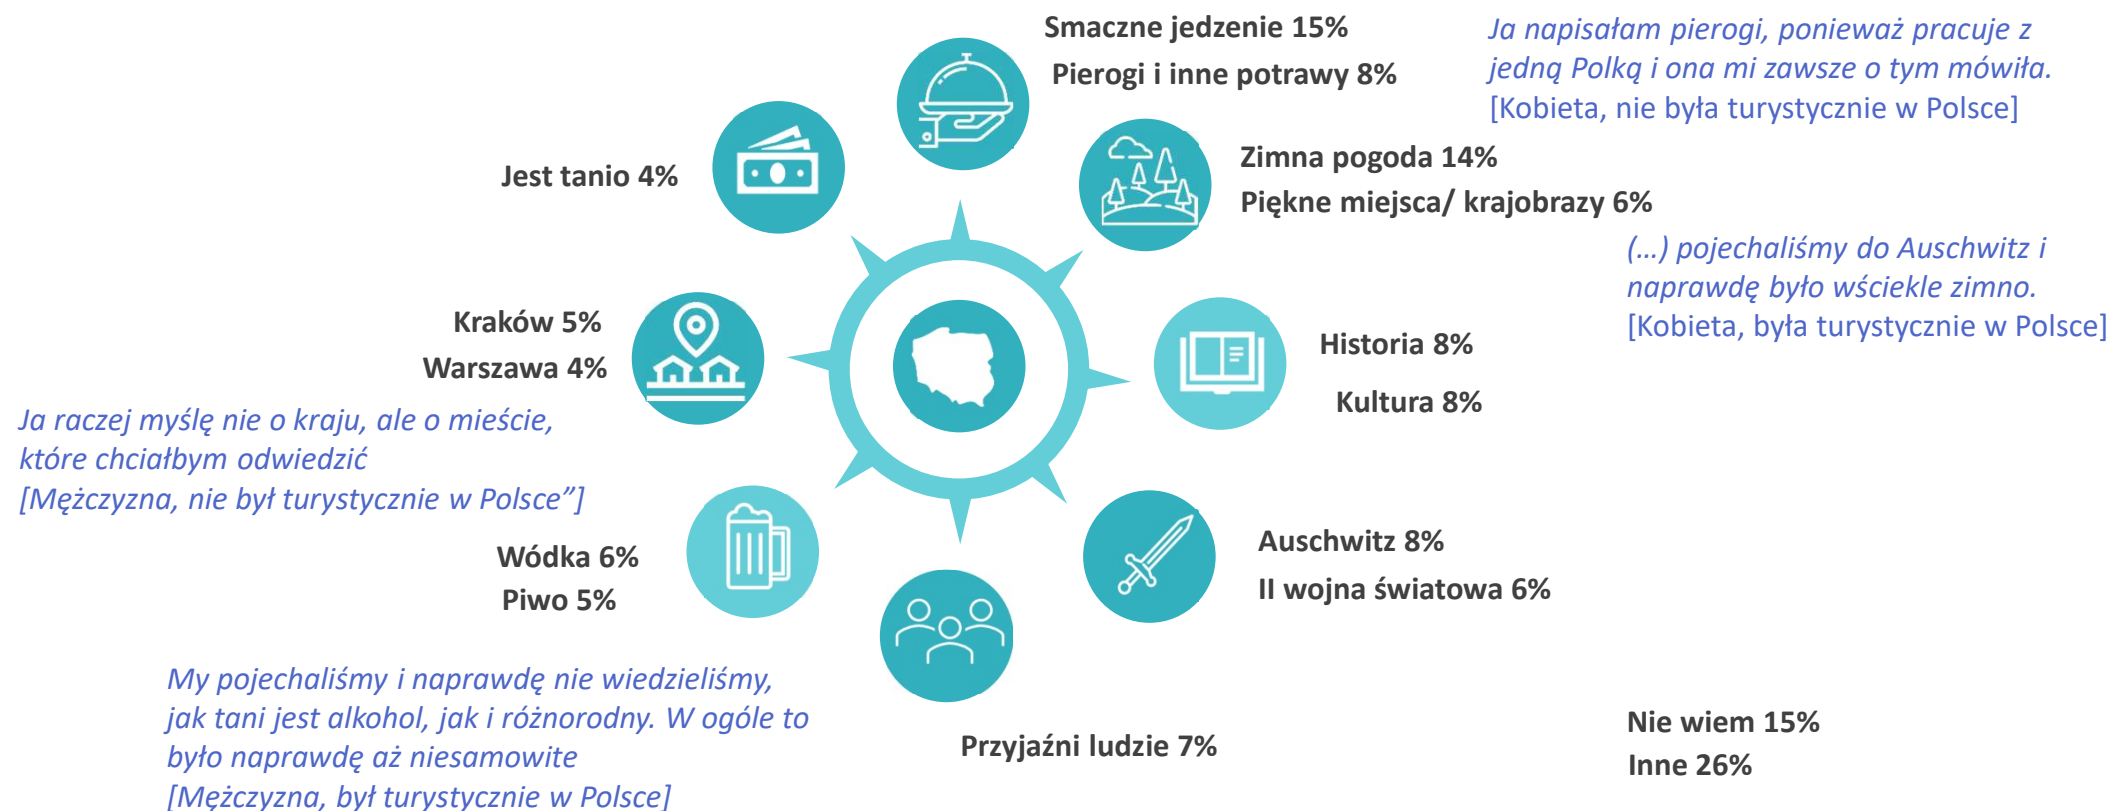 Smaczne jedzenie 15%
Pierogi i inne potrawy 8%
Ja napisałam pierogi, ponieważ pracuje z
jedną Polką i ona mi zawsze o tym mówiła.
[Kobieta, nie była turystycznie w Polsce]
Jest tanio 4%
Zimna pogoda 14%
Piękne miejsca/ krajobrazy 6%
(...) pojechaliśmy do Auschwitz i
naprawdę było wściekle zimno.
[Kobieta, była turystycznie w Polsce]
Kraków 5%
Warszawa 4%
Historia 8%
Kultura 8%
Ja raczej myślę nie o kraju, ale o mieście,
które chciałbym odwiedzić
[Mężczyzna, nie był turystycznie w Polsce”]
Wódka 6%
Piwo 5%
Auschwitz 8%
II wojna światowa 6%
My pojechaliśmy i naprawdę nie wiedzieliśmy,
jak tani jest alkohol, jak i różnorodny. W ogóle to
było naprawdę aż niesamowite
[Mężczyzna, był turystycznie w Polsce]
Przyjaźni ludzie 7%
Nie wiem 15%
Inne 26%